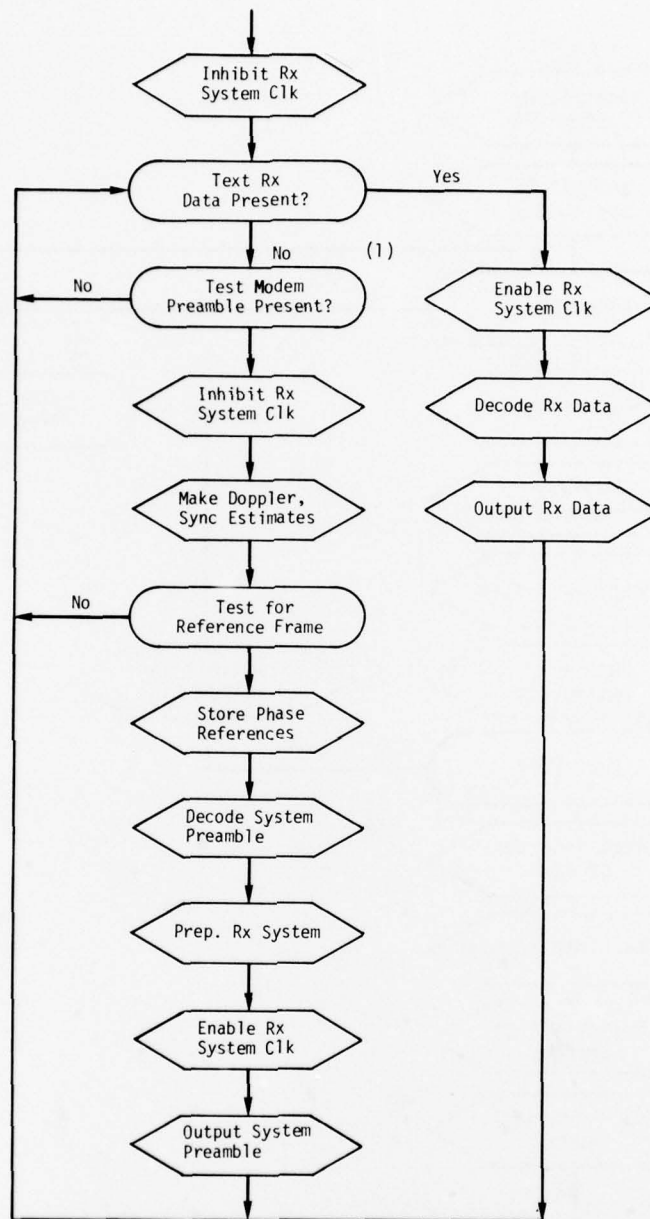 Inhibit Rx
System Clk
Text Rx
Data Present?
Yes
No
(1)
Test Modem
Preamble Present?
No
Enable Rx
System Clk
Inhibit Rx
System Clk
Decode Rx Data
Make Doppler,
Sync Estimates
Output Rx Data
Test for
Reference Frame
No
Store Phase
References
Decode System
Preamble
Prep. Rx System
Enable Rx
System Clk
Output System
Preamble